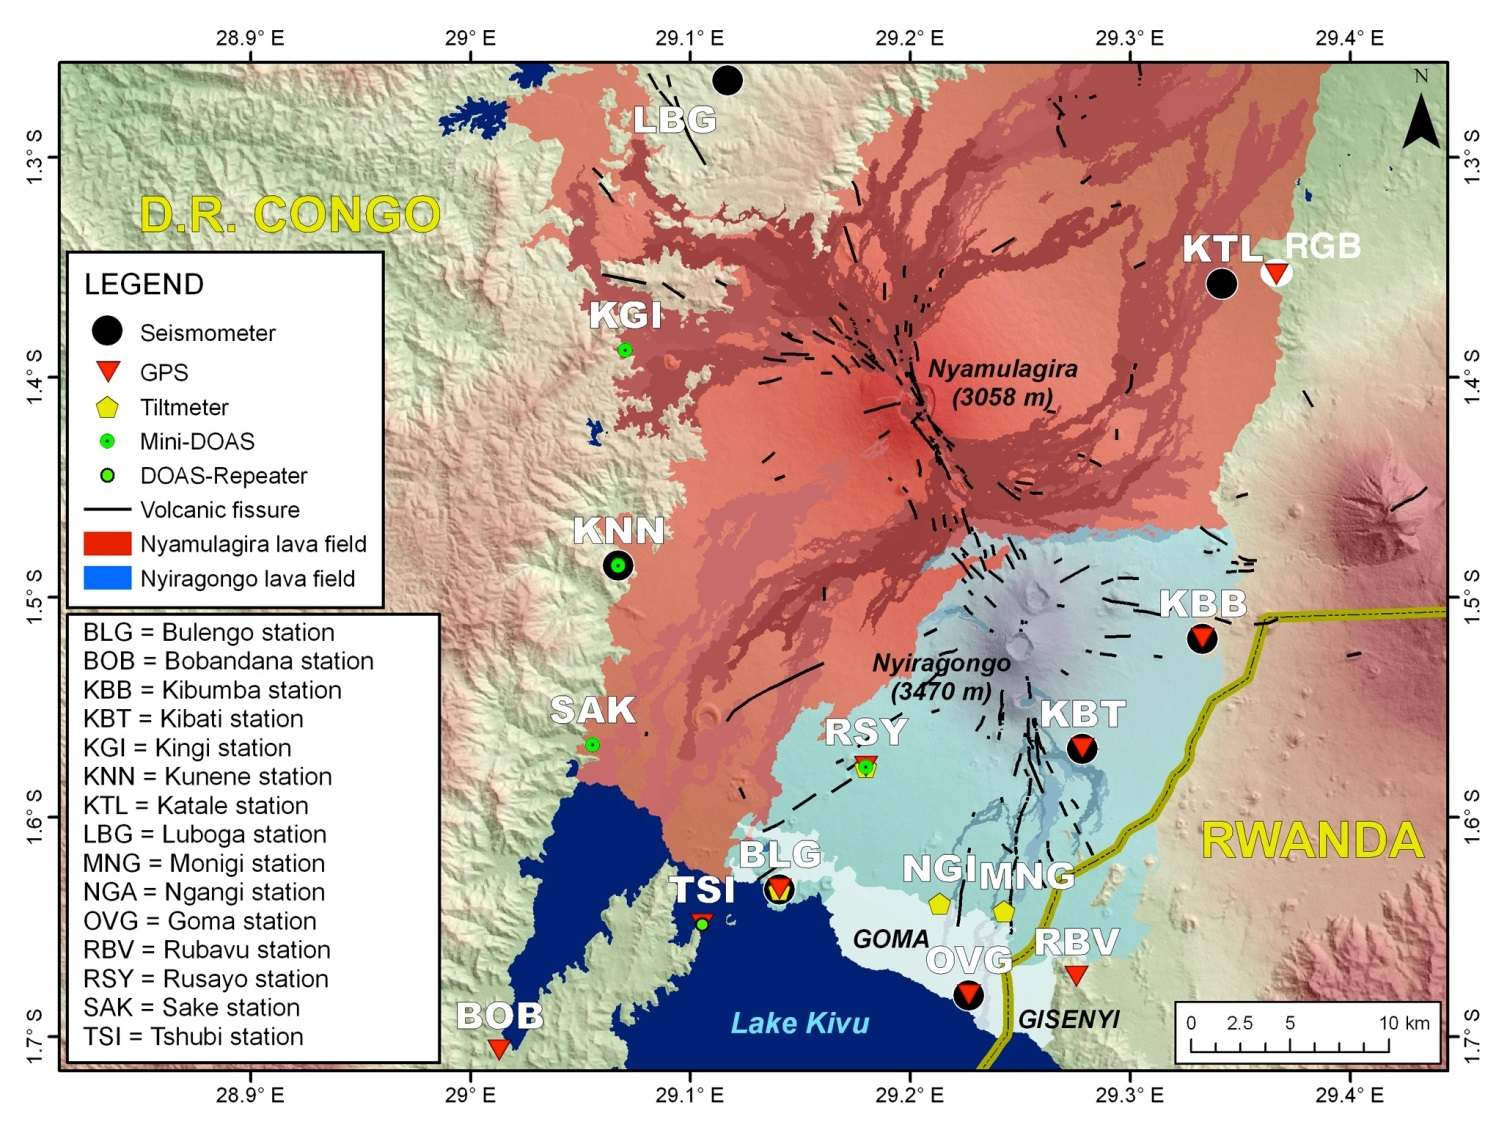 28.9° E 29° E 29.1° E 29.2° E 29.3° E 29.4° E
N
LBG
1.3° S 1.3° S
D.R. CONGO
KTL RGB
LEGEND
Seismometer
GPS
Tiltmeter
Mini-DOAS
DOAS-Repeater
Volcanic fissure
Nyamulagira lava field
Nyiragongo lava field
KGI
1.4° S 1.4° S
Nyamulagira
(3058 m)
KNN
1.5° S 1.5° S
KBB
BLG = Bulengo station
BOB = Bobandana station
KBB = Kibumba station
KBT = Kibati station
KGI = Kingi station
KNN = Kunene station
KTL = Katale station
LBG = Luboga station
MNG = Monigi station
NGA = Ngangi station
OVG = Goma station
RBV = Rubavu station
RSY = Rusayo station
SAK = Sake station
TSI = Tshubi station
Nyiragongo
(3470 m)
SAK
KBT
RSY
1.6° S 1.6° S
RWANDA
BLG
NGI MNG
TSI
GOMA
RBV
OVG
BOB
Lake Kivu
GISENYI
0 2.5 5 10 km
1.7° S 1.7° S
28.9° E 29° E 29.1° E 29.2° E 29.3° E 29.4° E